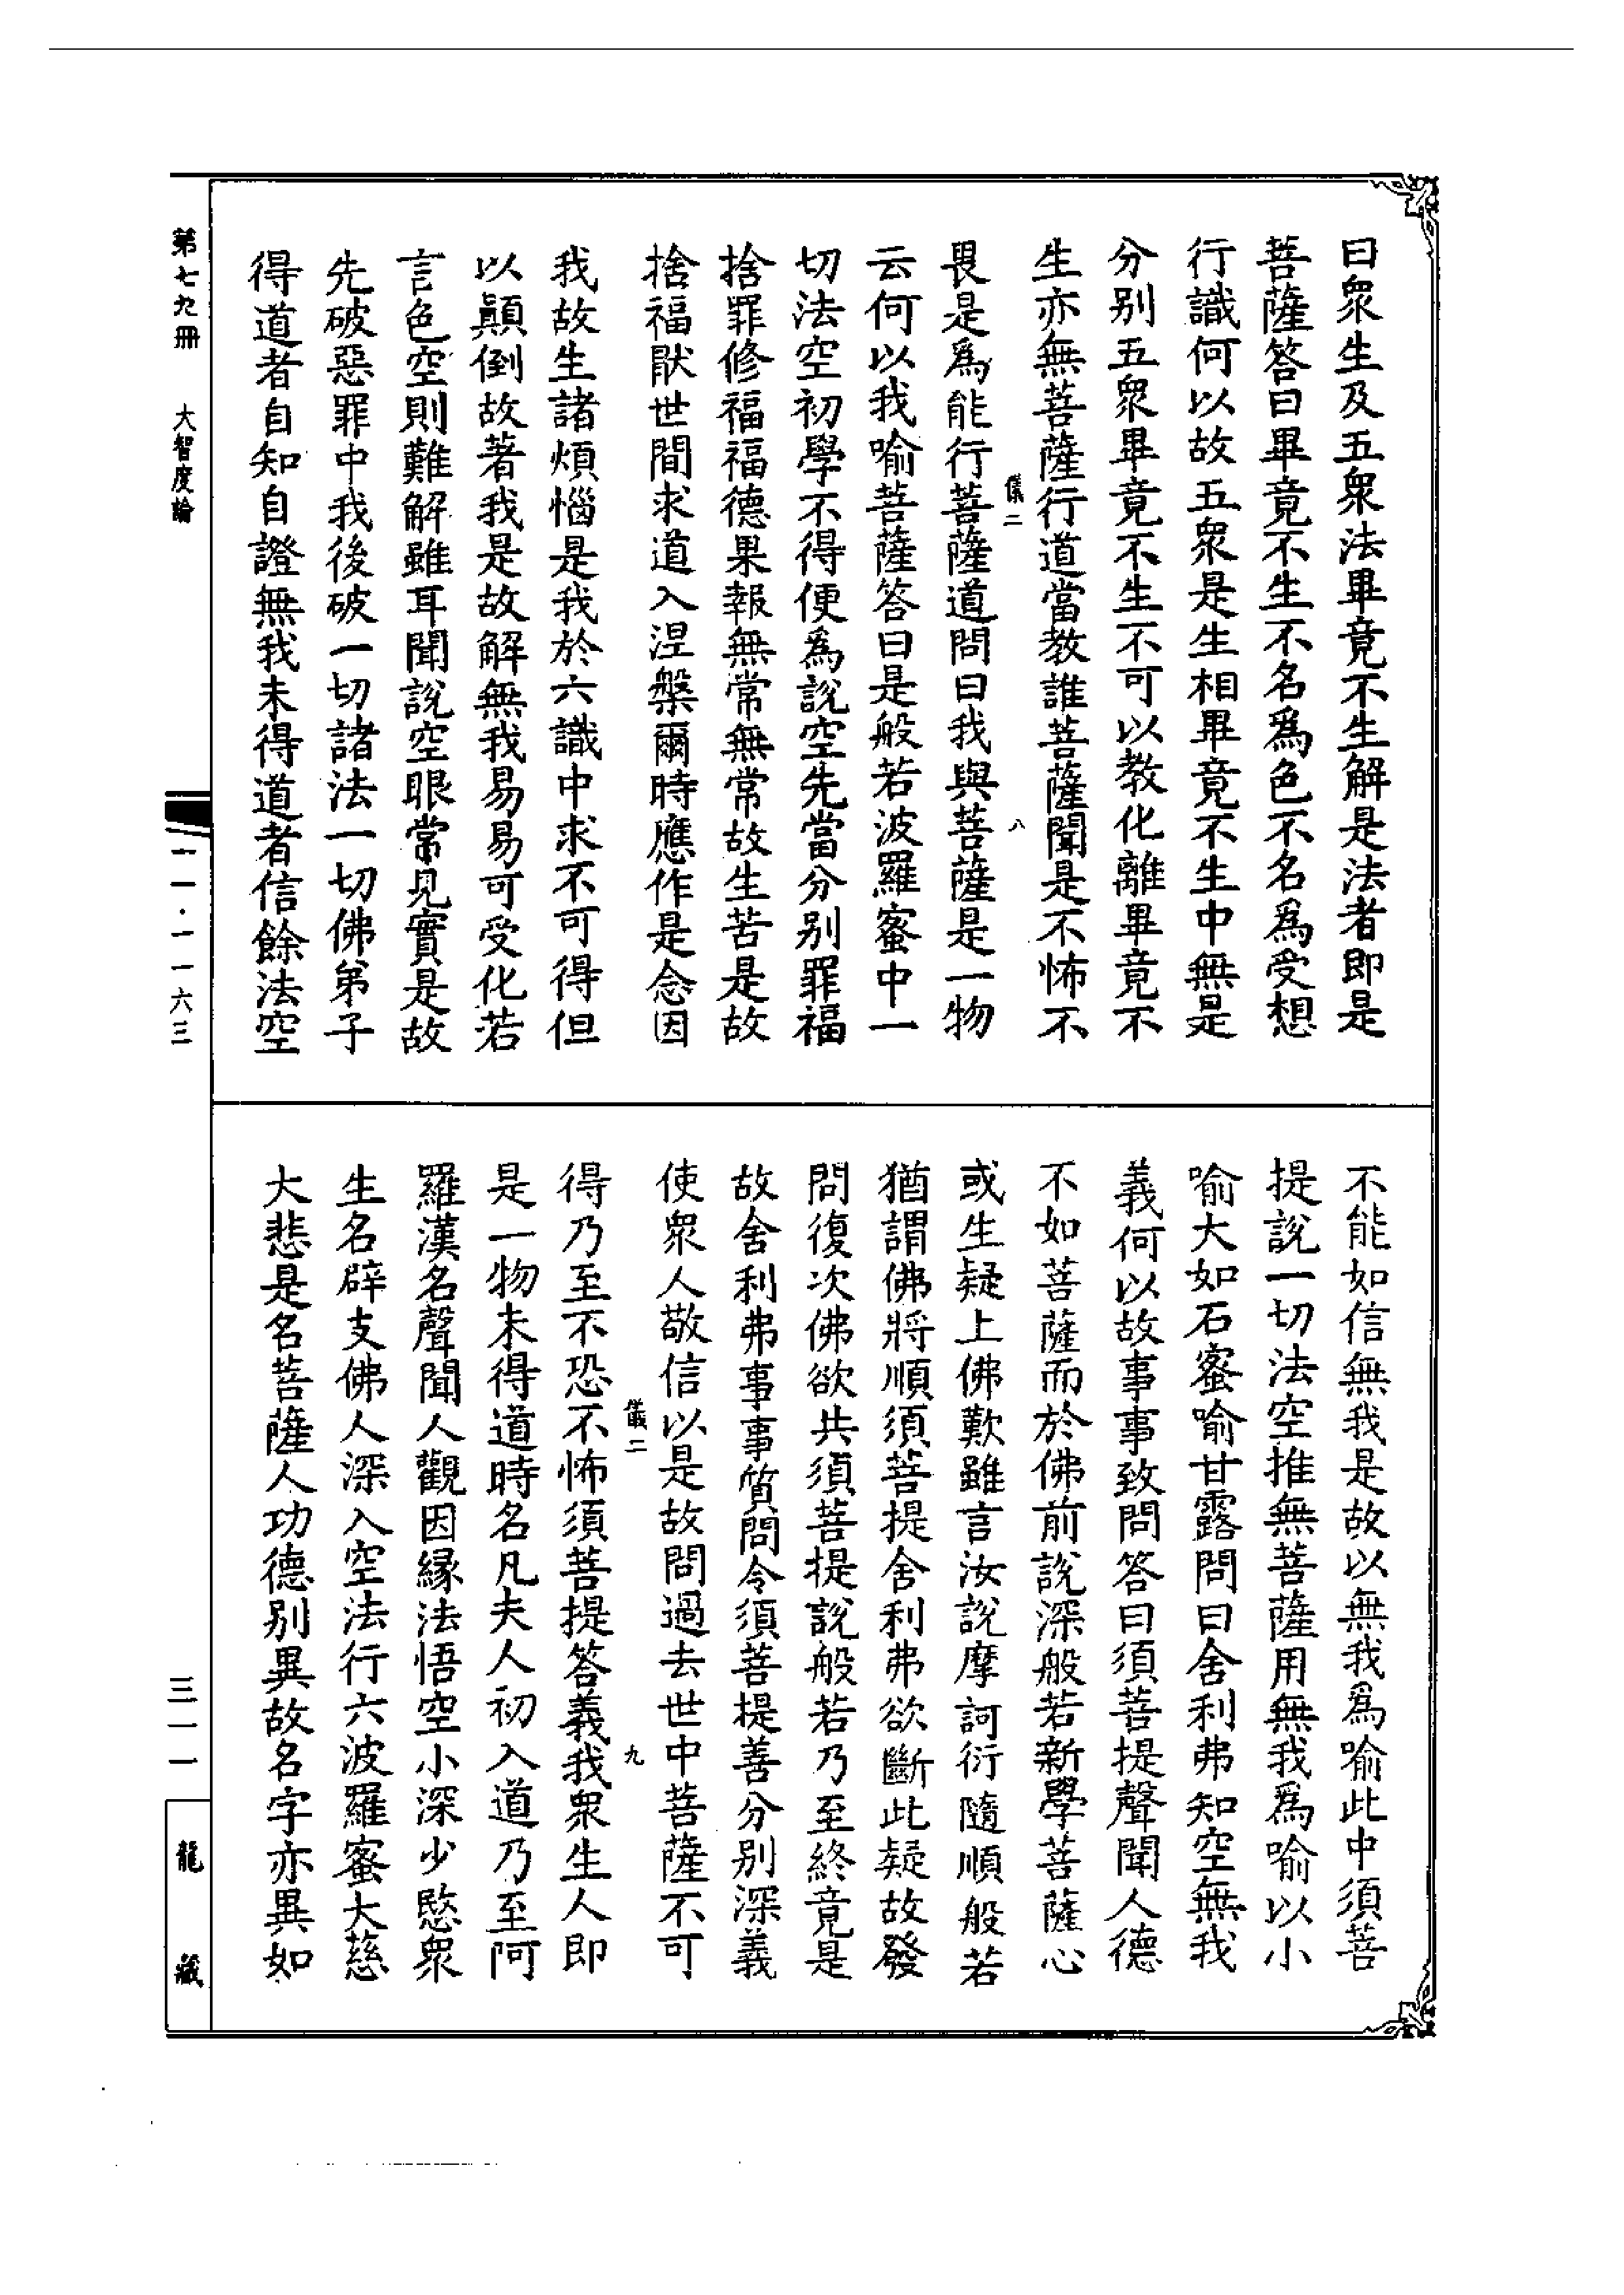 曰衆生及五衆法畢竟不生解是法者即是
菩薩答曰畢竟不生不名爲色不名爲受想
行識何以故五衆是生相畢竟不生中無是
分别五衆畢竟不生不可以教化離畢竟不
生亦無菩薩行道當教誰菩薩聞是不怖不
儀二
八
畏是爲能行菩薩道問曰我與菩薩是一物
云何以我喻菩薩答曰是般若波羅蜜中一
切法空初學不得便爲說空先當分别罪福
捨罪修福福德果報無常無常故生苦是故
捨福厭世間求道入涅槃爾時應作是念因
我故生諸煩惱是我於六識中求不可得但
以顛倒故著我是故解無我易易可受化若
言色空則難解雖耳聞說空眼常見實是故
先破惡罪中我後破一切諸法一切佛弟子
得道者自知自證無我未得道者信餘法空
不能如信無我是故以無我爲喻此中須菩
提說一切法空推無菩薩用無我爲喻以小
喻大如石蜜喻甘露問曰舍利弗知空無我
義何以故事事致問答曰須菩提聲聞人德
不如菩薩而於佛前說深般若新學菩薩心
或生疑上佛歎雖言汝說摩訶衍隨順般若
猶謂佛將順須菩提舍利弗欲斷此疑故發
問復次佛欲共須菩提說般若乃至終竟是
故舍利弗事事質問令須菩提善分别深義
使衆人敬信以是故問過去世中菩薩不可
儀二
九
得乃至不恐不怖須菩提答義我衆生人即
是一物未得道時名凡夫人初入道乃至阿
羅漢名聲聞人觀因緣法悟空小深少愍衆
生名辟支佛人深入空法行六波羅蜜大慈
大悲是名菩薩人功德别異故名字亦異如
第七九冊 大智度論
一一·一一六三
三一一
龍藏